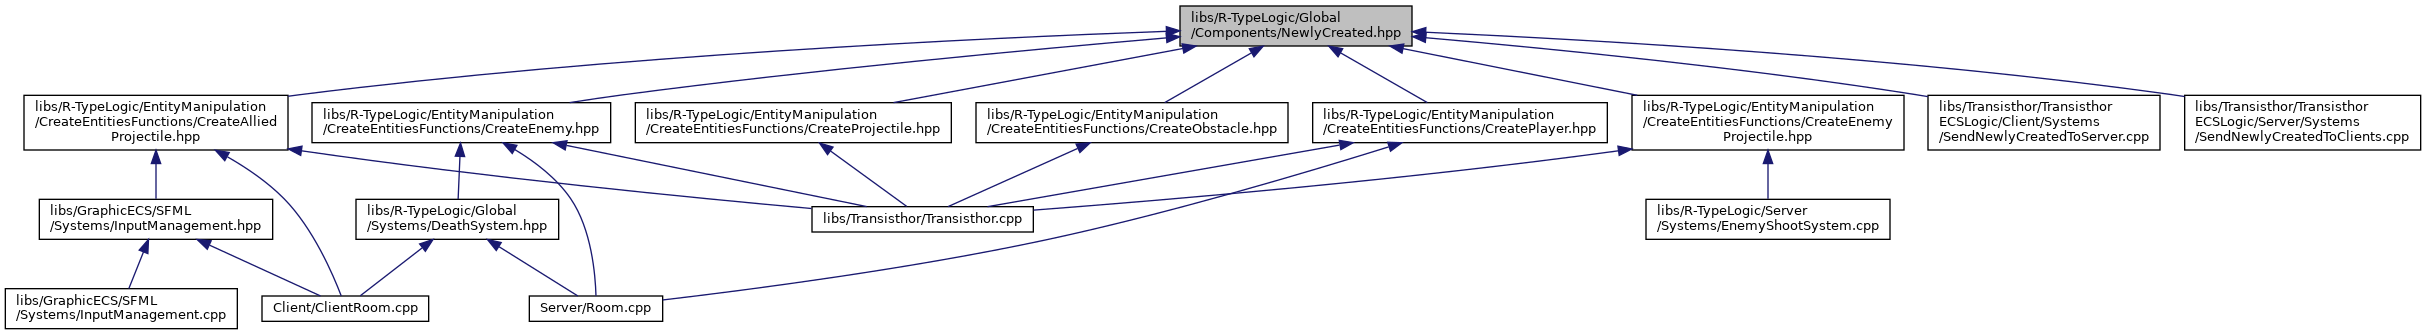 libs/R-TypeLogic/Global
/Components/NewlyCreated.hpp
libs/R-TypeLogic/EntityManipulation
/CreateEntitiesFunctions/CreateAllied
Projectile.hpp
libs/R-TypeLogic/EntityManipulation
/CreateEntitiesFunctions/CreateEnemy.hpp
libs/R-TypeLogic/EntityManipulation
/CreateEntitiesFunctions/CreateProjectile.hpp
libs/R-TypeLogic/EntityManipulation
/CreateEntitiesFunctions/CreateObstacle.hpp
libs/R-TypeLogic/EntityManipulation
/CreateEntitiesFunctions/CreatePlayer.hpp
libs/R-TypeLogic/EntityManipulation
/CreateEntitiesFunctions/CreateEnemy
Projectile.hpp
libs/Transisthor/Transisthor
ECSLogic/Client/Systems
/SendNewlyCreatedToServer.cpp
libs/Transisthor/Transisthor
ECSLogic/Server/Systems
/SendNewlyCreatedToClients.cpp
libs/GraphicECS/SFML
/Systems/InputManagement.hpp
libs/R-TypeLogic/Global
/Systems/DeathSystem.hpp
libs/Transisthor/Transisthor.cpp
libs/R-TypeLogic/Server
/Systems/EnemyShootSystem.cpp
libs/GraphicECS/SFML
/Systems/InputManagement.cpp
Client/ClientRoom.cpp
Server/Room.cpp